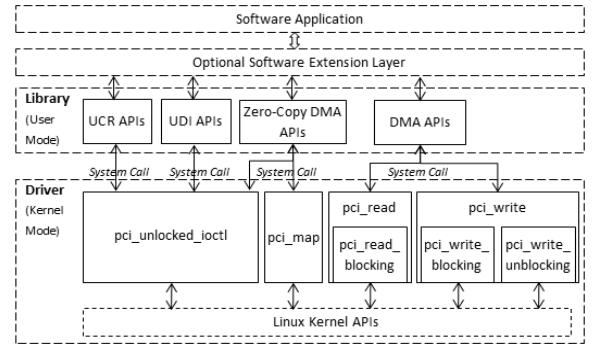 Software Application
Optional Software Extension Layer
Library
(User
Mode)
UCR APIs
UDI APIs
Zero-Copy DMA
APIs
DMA APIs
System Call
System Call
System Call
System Call
Driver
(Kernel
Mode)
pci_unlocked_ioctl
pci_map
pci_read
pci_read_
blocking
pci_write
pci_write_
blocking
pci_write_
unblocking
Linux Kernel APIs